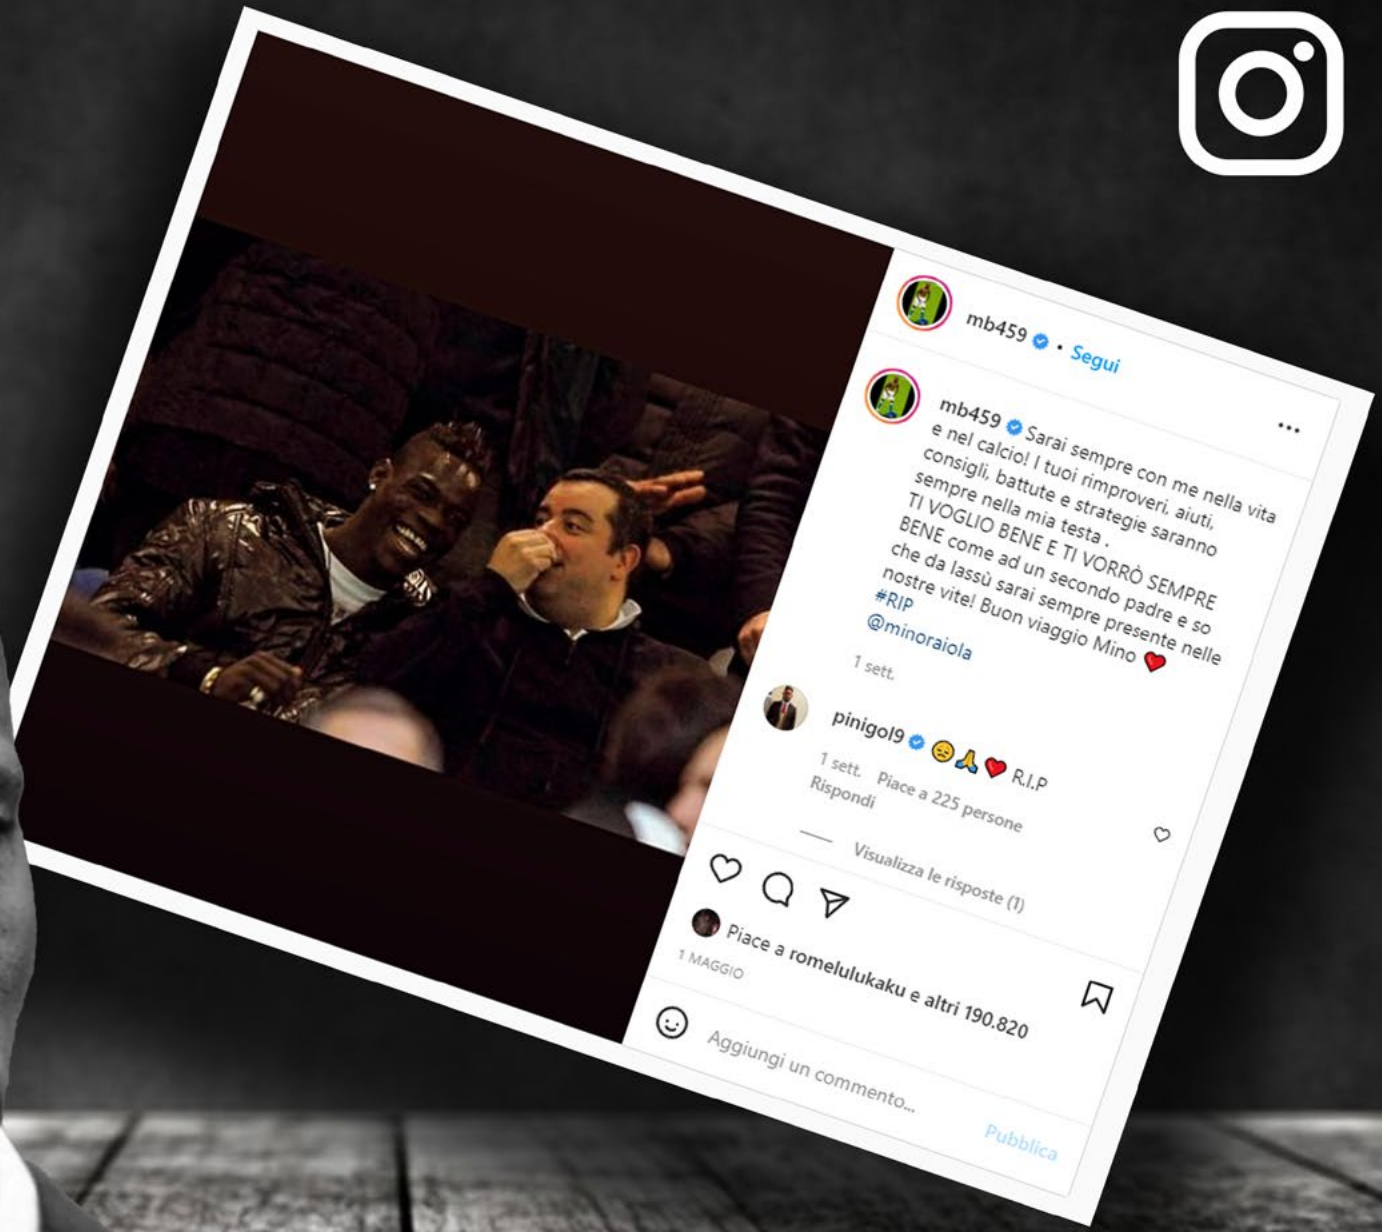 mb459 • Segui
mb459 Sarai sempre con me nella vita
e nel calcio! I tuoi rimproveri, aiuti,
consigli, battute e strategie saranno
sempre nella mia testa .
TI VOGLIO BENE E TI VORRÒ SEMPRE
BENE come ad un secondo padre e so
che da lassù sarai sempre presente nelle
nostre vite! Buon viaggio Mino ❤️
#RIP
@minoraiola
1 sett.
pinigol9 😔🙏❤️ R.I.P
1 sett. Piace a 225 persone
Rispondi
Visualizza le risposte (1)
Piace a romelulukaku e altri 190.820
1 MAGGIO
Aggiungi un commento...
Pubblica